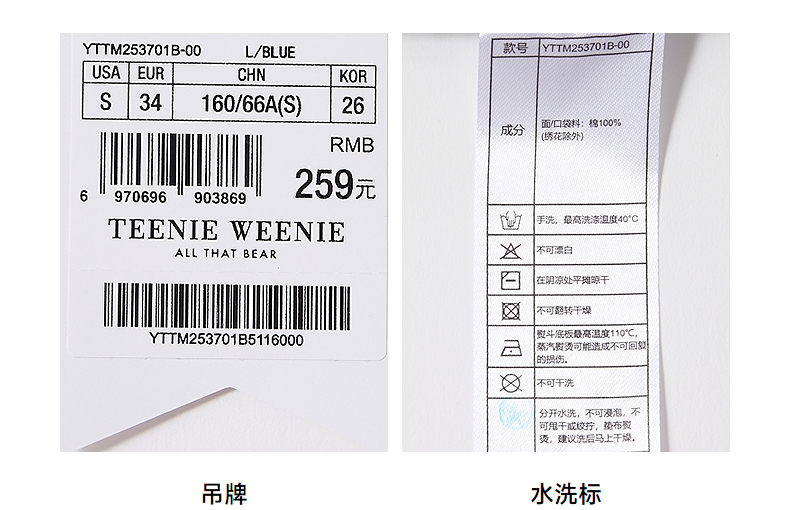 YTTM253701B-00 L/BLUE
USA EUR CHN KOR
S 34 160/66A(S) 26
RMB
259元
6 970696 903869
TEENIE WEENIE
ALL THAT BEAR
YTTM253701B5116000
吊牌
款号 YTTM253701B-00
成分 面/口袋料：棉100%
(绣花除外)
手洗，最高洗涤温度40°C
不可漂白
在阴凉处平摊晾干
不可翻转干燥
熨斗底板最高温度110℃，
蒸汽熨烫可能造成不可回复
的损伤。
不可干洗
分开水洗，不可浸泡，不
可甩干或绞拧，垫布熨
烫，建议洗后马上干燥。
水洗标